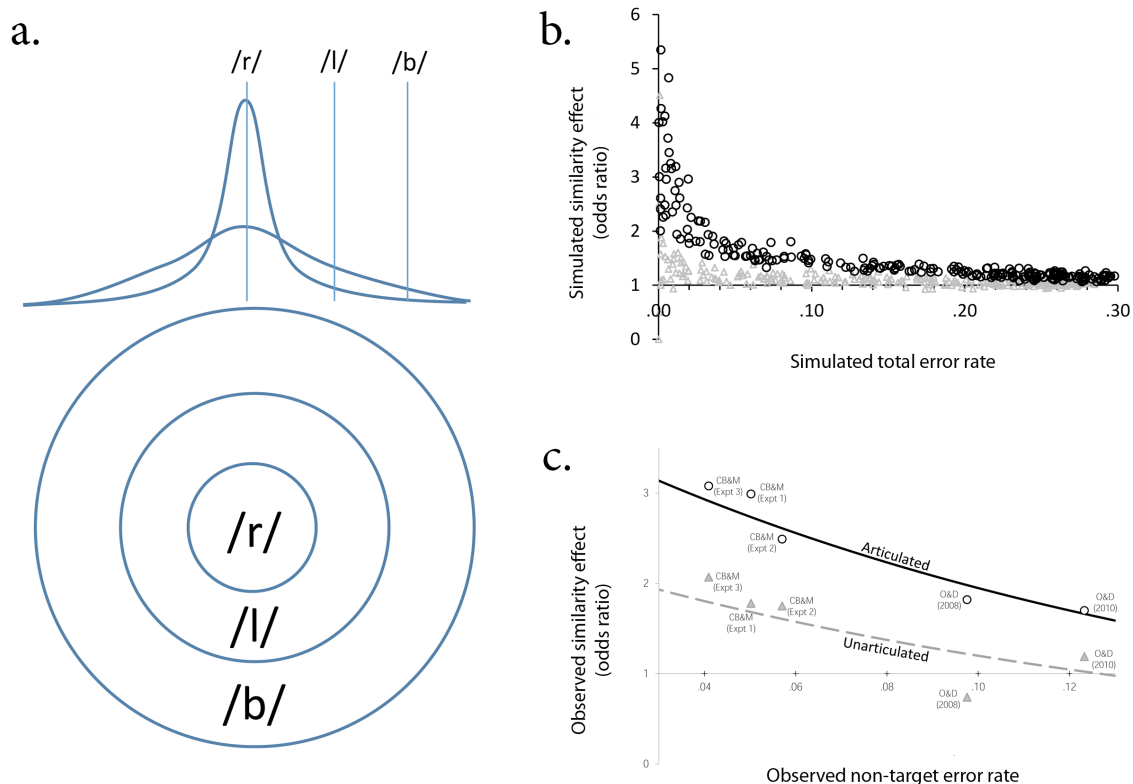 a.
/r/
/l/
/b/
/r/
/l/
/b/
b.
Simulated similarity effect
(odds ratio)
6
5
4
3
2
1
0
.00
.10
.20
.30
Simulated total error rate
c.
Observed similarity effect
(odds ratio)
3
2
1
0
CB&M
(Expt 3)
CB&M
(Expt 1)
CB&M
(Expt 2)
Articulated
O&D
(2008)
O&D
(2010)
CB&M
(Expt 3)
CB&M
(Expt 1)
CB&M
(Expt 2)
Unarticulated
O&D
(2010)
O&D
(2008)
.04
.06
.08
.10
.12
Observed non-target error rate